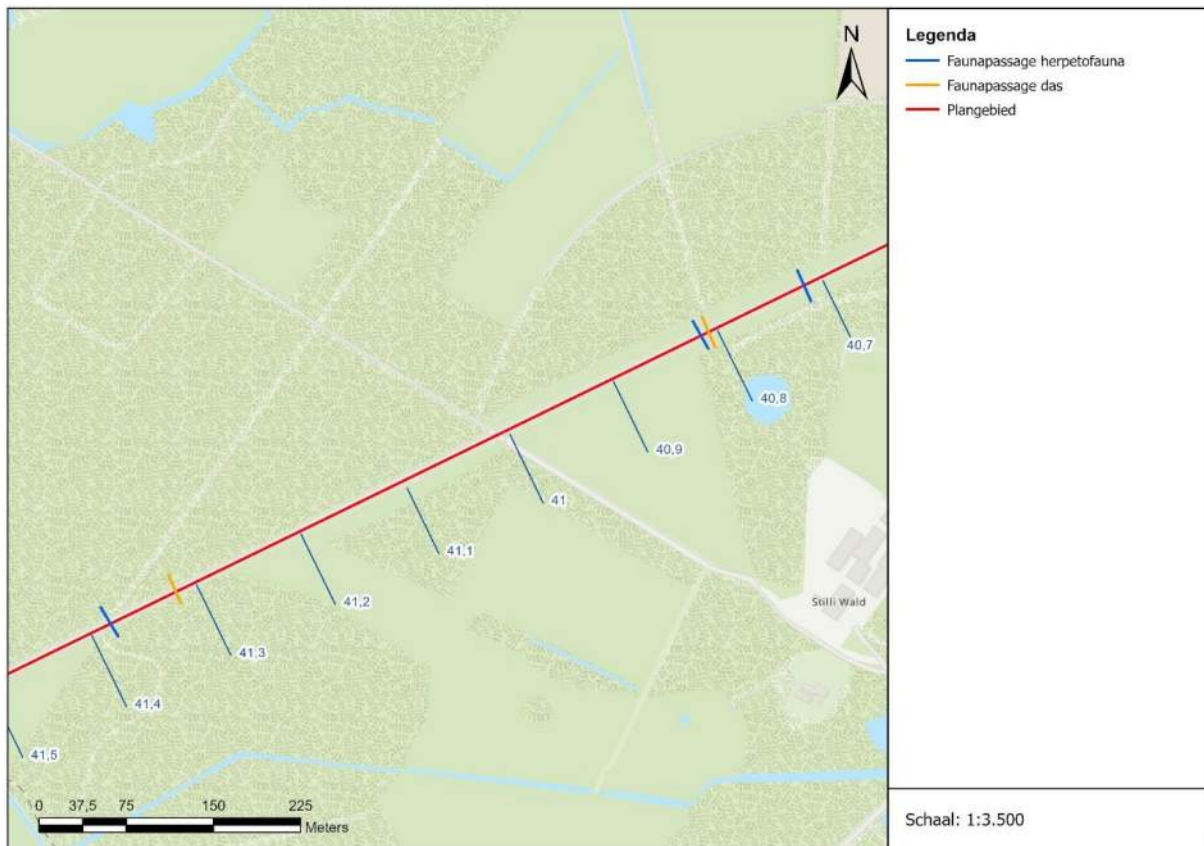 N
40,7
40,8
40,9
41
41,1
41,2
41,3
41,4
41,5
Stilli Wald
0 37,5 75 150 225
Meters
Legenda
Faunapassage herpetofauna
Faunapassage das
Plangebied
Schaal: 1:3.500